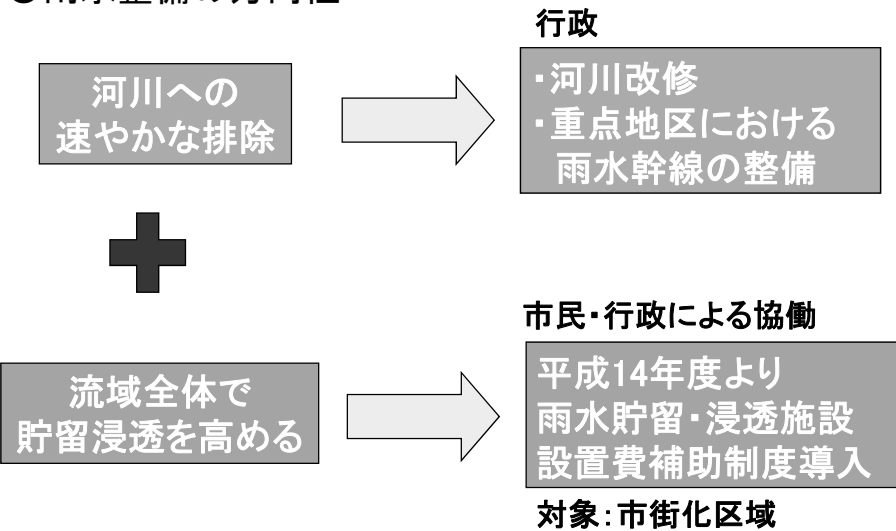 行政
河川への
速やかな排除
・河川改修
・重点地区における
雨水幹線の整備
市民・行政による協働
流域全体で
貯留浸透を高める
平成14年度より
雨水貯留・浸透施設
設置費補助制度導入
対象：市街化区域